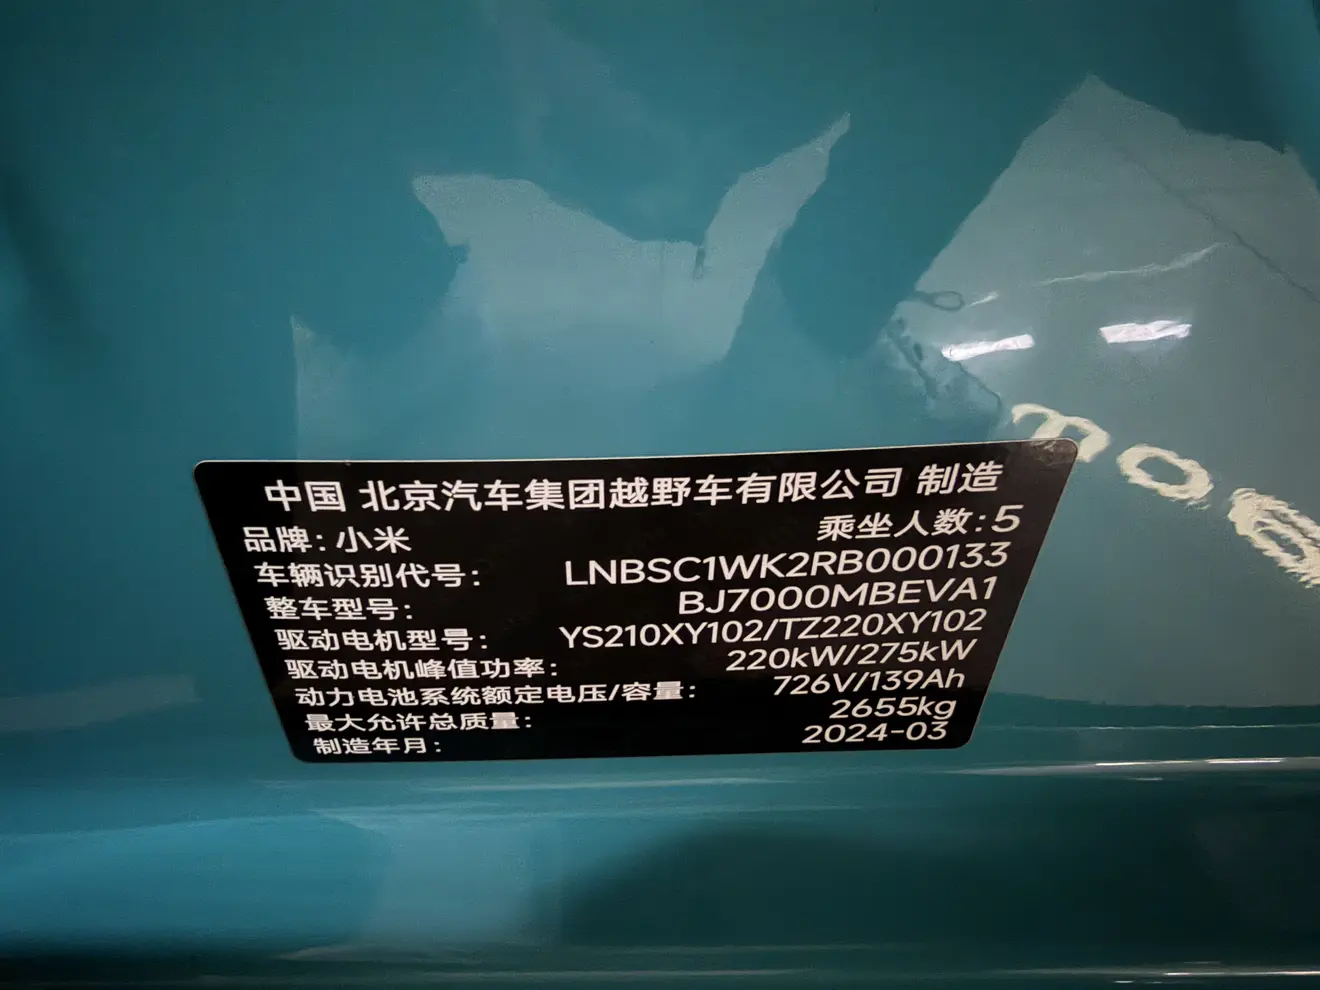 中国 北京汽车集团越野车有限公司 制造
品牌：小米 乘坐人数：5
车辆识别代号： LNBSC1WK2RB000133
整车型号： BJ7000MBEVA1
驱动电机型号： YS210XY102/TZ220XY102
驱动电机峰值功率： 220kW/275kW
动力电池系统额定电压/容量： 726V/139Ah
最大允许总质量： 2655kg
制造年月： 2024-03